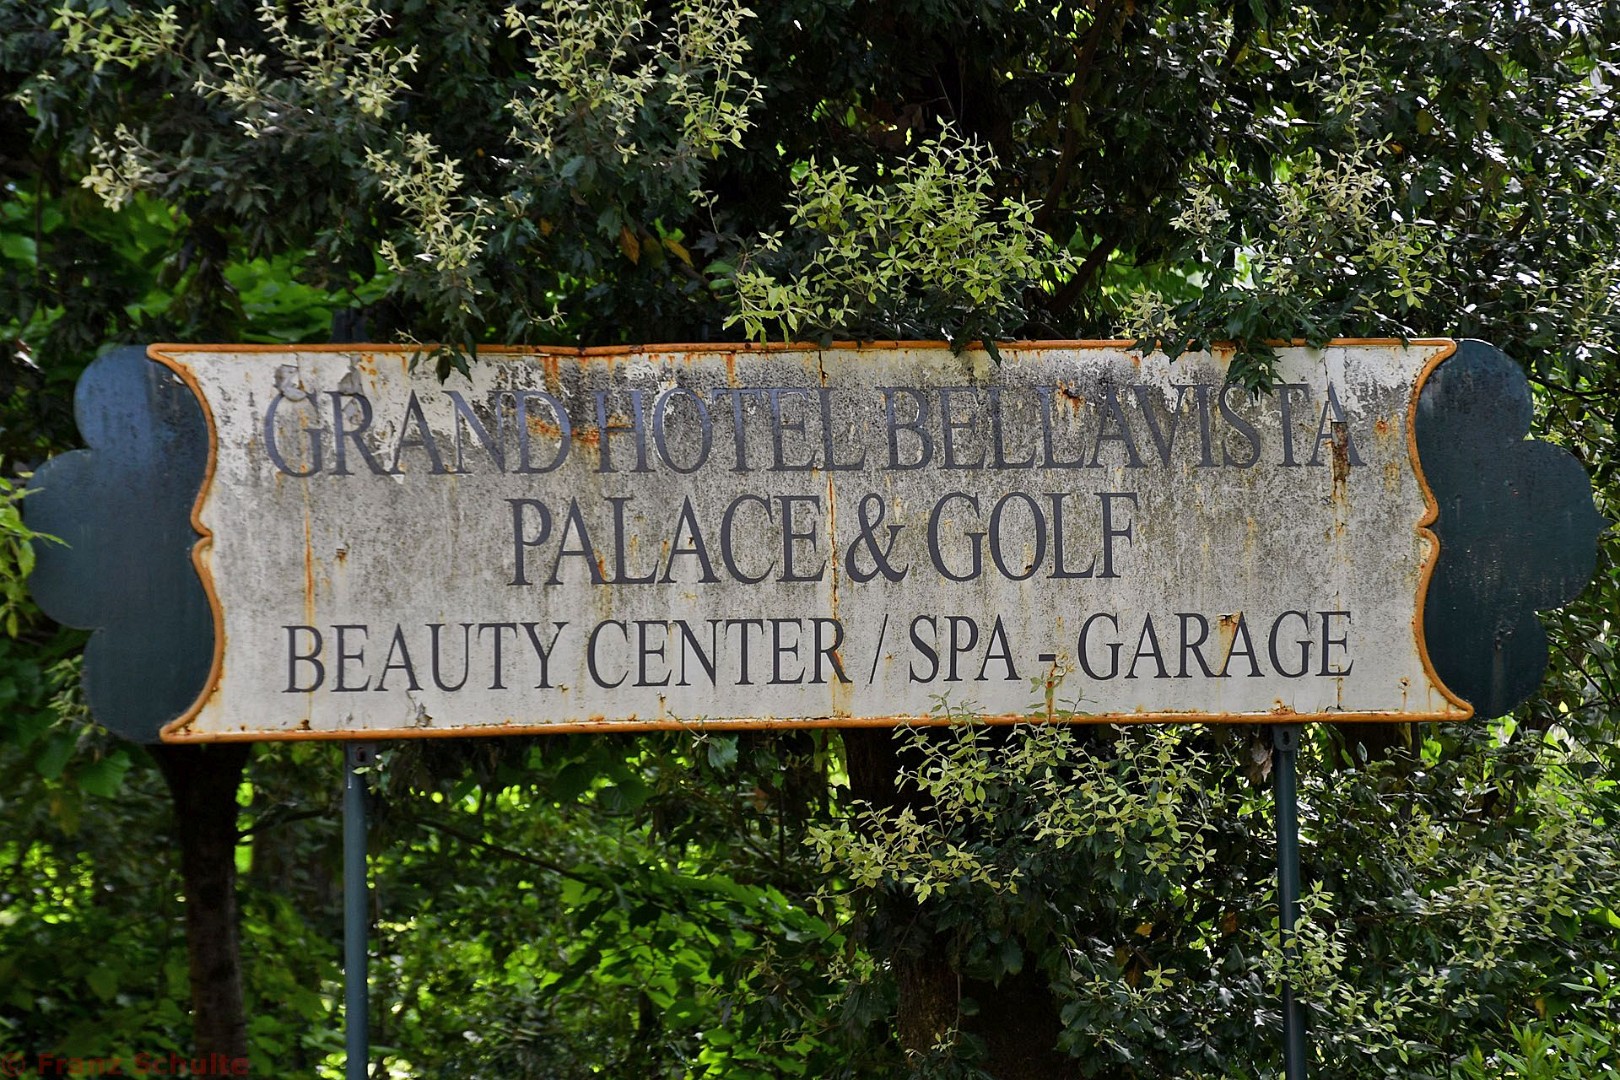 GRAND HOTEL BELLAVISTA
PALACE & GOLF
BEAUTY CENTER / SPA - GARAGE
© Franz Schulte